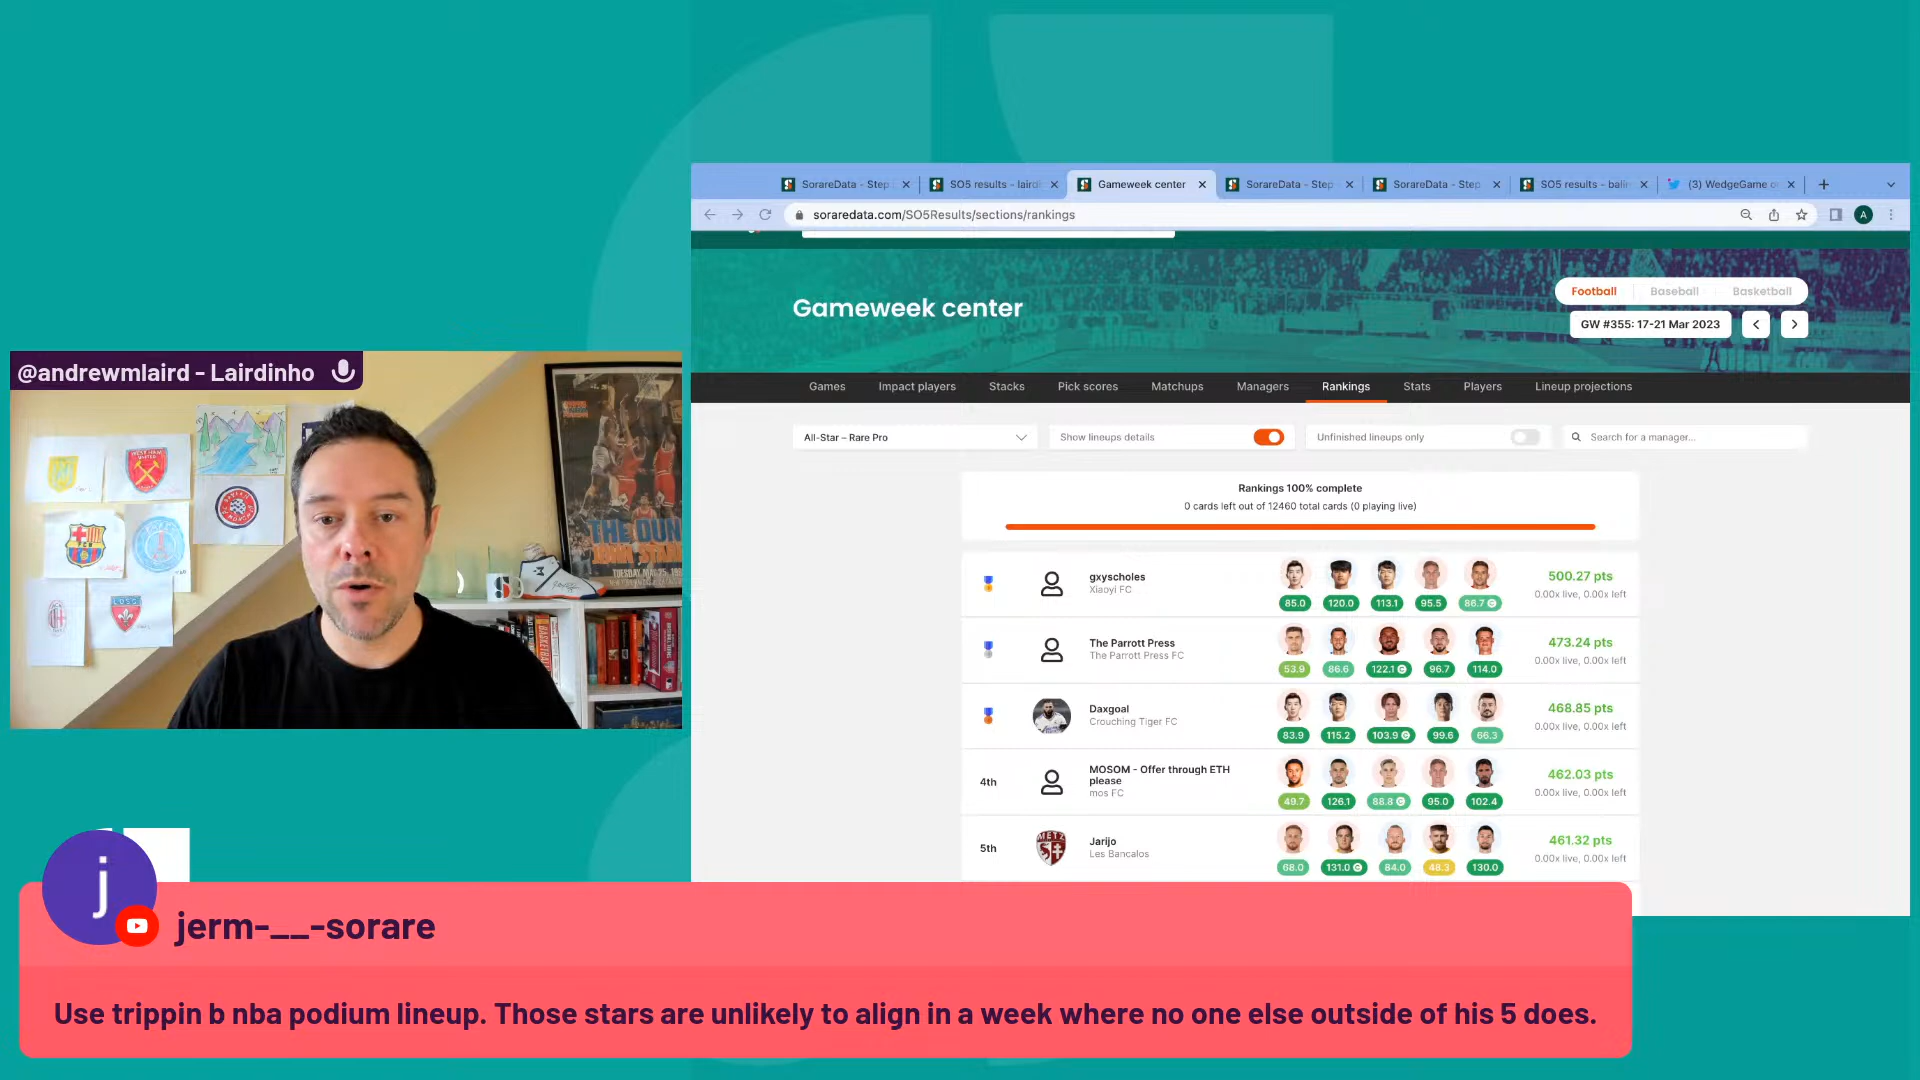 SorareData - Step
SO5 results - lairdi
Gameweek center
SorareData - Step
SorareData - Step
SO5 results - balin
(3) WedgeGame o
soraredata.com/SO5Results/sections/rankings
A
Gameweek center
Football
Baseball
Basketball
GW #355: 17-21 Mar 2023
Games
Impact players
Stacks
Pick scores
Matchups
Managers
Rankings
Stats
Players
Lineup projections
All-Star – Rare Pro
Show lineups details
Unfinished lineups only
Search for a manager...
Rankings 100% complete
0 cards left out of 12460 total cards (0 playing live)
gxyscholes
Xiaoyi FC
85.0 120.0 113.1 95.5 86.7 C
500.27 pts
0.00x live, 0.00x left
The Parrott Press
The Parrott Press FC
53.9 86.6 122.1 C 96.7 114.0
473.24 pts
0.00x live, 0.00x left
Daxgoal
Crouching Tiger FC
83.9 115.2 103.9 C 99.6 66.3
468.85 pts
0.00x live, 0.00x left
4th
MOSOM - Offer through ETH
please
mos FC
49.7 126.1 88.8 C 95.0 102.4
462.03 pts
0.00x live, 0.00x left
5th
METZ
Jarijo
Les Bancalos
68.0 131.0 C 84.0 48.3 130.0
461.32 pts
0.00x live, 0.00x left
@andrewmlaird - Lairdinho
THE DUN
JOHN STAR
j
jerm-__-sorare
Use trippin b nba podium lineup. Those stars are unlikely to align in a week where no one else outside of his 5 does.